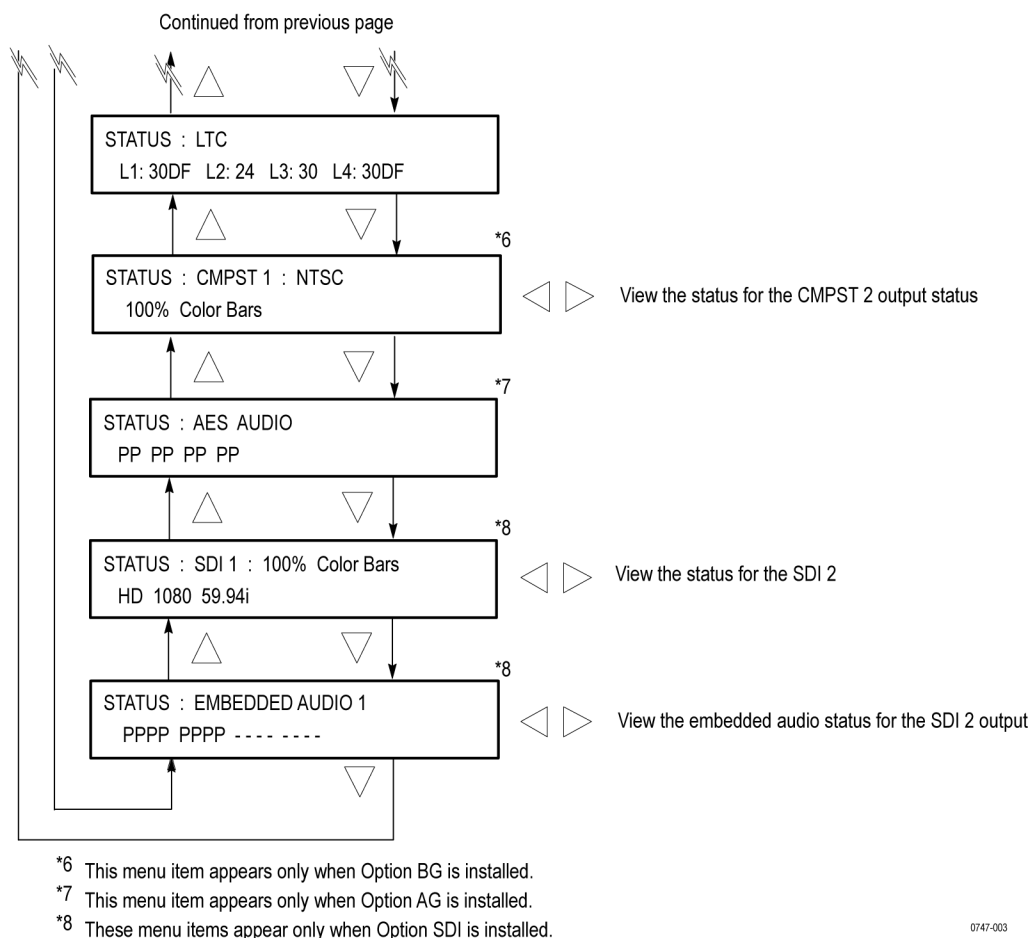 Continued from previous page
STATUS : LTC
L1: 30DF L2: 24 L3: 30 L4: 30DF
*6
STATUS : CMPST 1 : NTSC
100% Color Bars
View the status for the CMPST 2 output status
*7
STATUS : AES AUDIO
PP PP PP PP
*8
STATUS : SDI 1 : 100% Color Bars
HD 1080 59.94i
View the status for the SDI 2
*8
STATUS : EMBEDDED AUDIO 1
PPPP PPPP - - - - - - - -
View the embedded audio status for the SDI 2 output
*6 This menu item appears only when Option BG is installed.
*7 This menu item appears only when Option AG is installed.
*8 These menu items appear only when Option SDI is installed.
0747-003